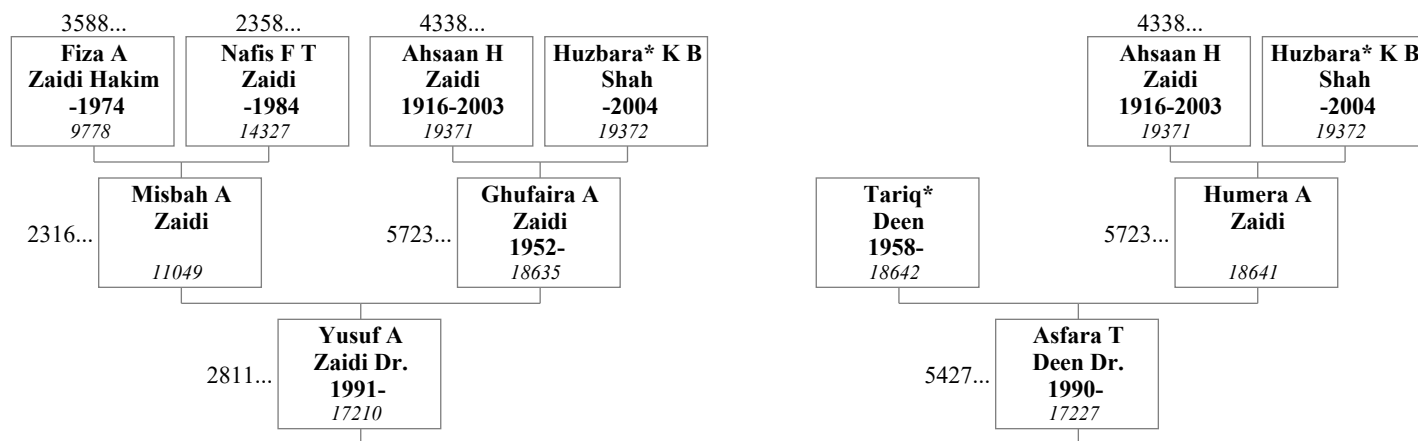 3588...
2358...
4338...
4338...
Fiza A
Zaidi Hakim
-1974
9778
Nafis F T
Zaidi
-1984
14327
Ahsaan H
Zaidi
1916-2003
19371
Huzbara* K B
Shah
-2004
19372
Ahsaan H
Zaidi
1916-2003
19371
Huzbara* K B
Shah
-2004
19372
2316...
Misbah A
Zaidi
11049
5723...
Ghufaira A
Zaidi
1952-
18635
Tariq*
Deen
1958-
18642
5723...
Humera A
Zaidi
18641
2811...
Yusuf A
Zaidi Dr.
1991-
17210
5427...
Asfara T
Deen Dr.
1990-
17227